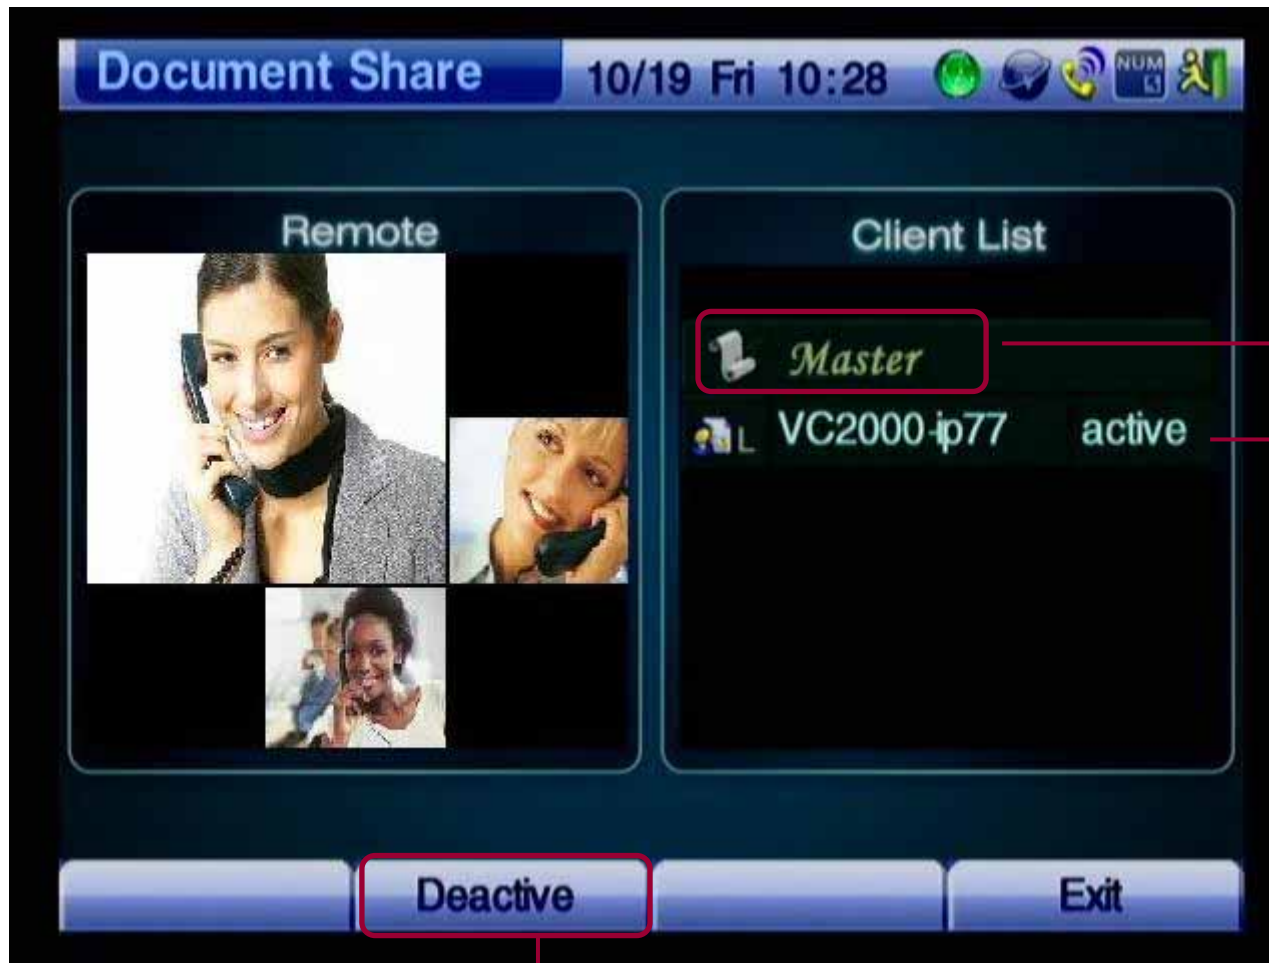 Document Share 10/19 Fri 10:28 NUM
Remote
Client List
Master
L VC2000-ip77 active
Deactive Exit